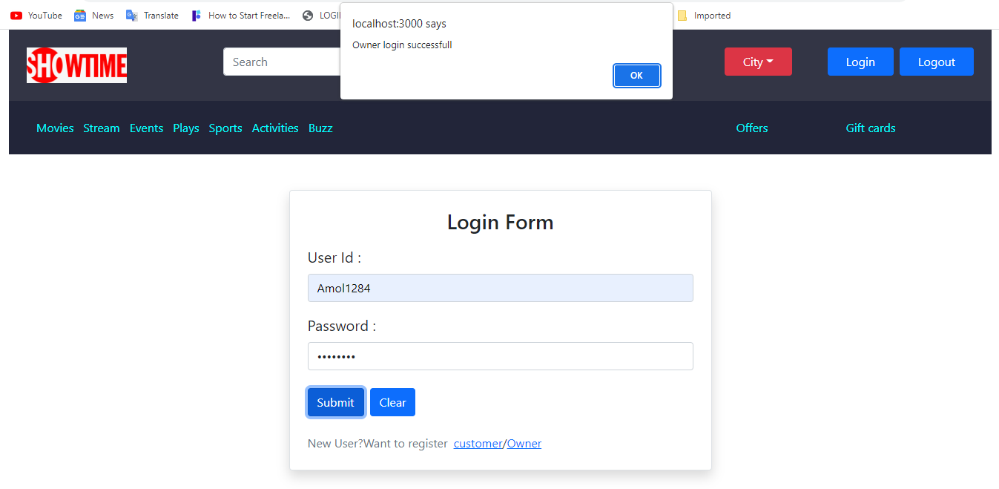 YouTube News Translate How to Start Freela... Imported
localhost:3000 says
Owner login successfull
OK
SHOWTIME Search City Login Logout
Movies Stream Events Plays Sports Activities Buzz Offers Gift cards
Login Form
User Id :
Amol1284
Password :
••••••••
Submit Clear
New User?Want to register customer/Owner